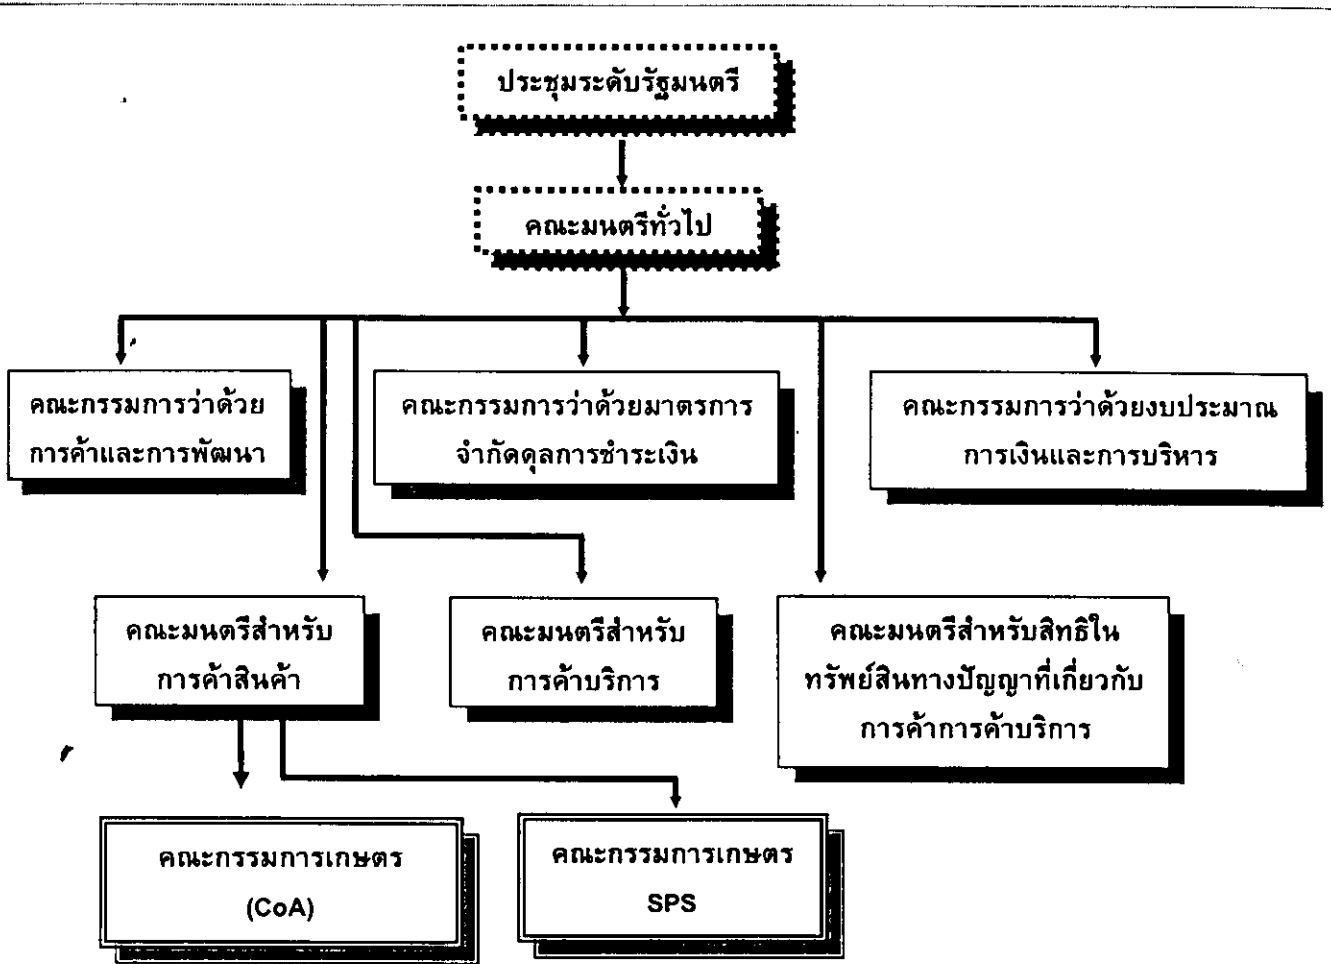 ประชุมระดับรัฐมนตรี
คณะมนตรีทั่วไป
คณะกรรมการว่าด้วย
การค้าและการพัฒนา
คณะกรรมการว่าด้วยมาตรการ
จำกัดดุลการชำระเงิน
คณะกรรมการว่าด้วยงบประมาณ
การเงินและการบริหาร
คณะมนตรีสำหรับ
การค้าสินค้า
คณะมนตรีสำหรับ
การค้าบริการ
คณะมนตรีสำหรับสิทธิใน
ทรัพย์สินทางปัญญาที่เกี่ยวกับ
การค้าการค้าบริการ
คณะกรรมการเกษตร
(CoA)
คณะกรรมการเกษตร
SPS